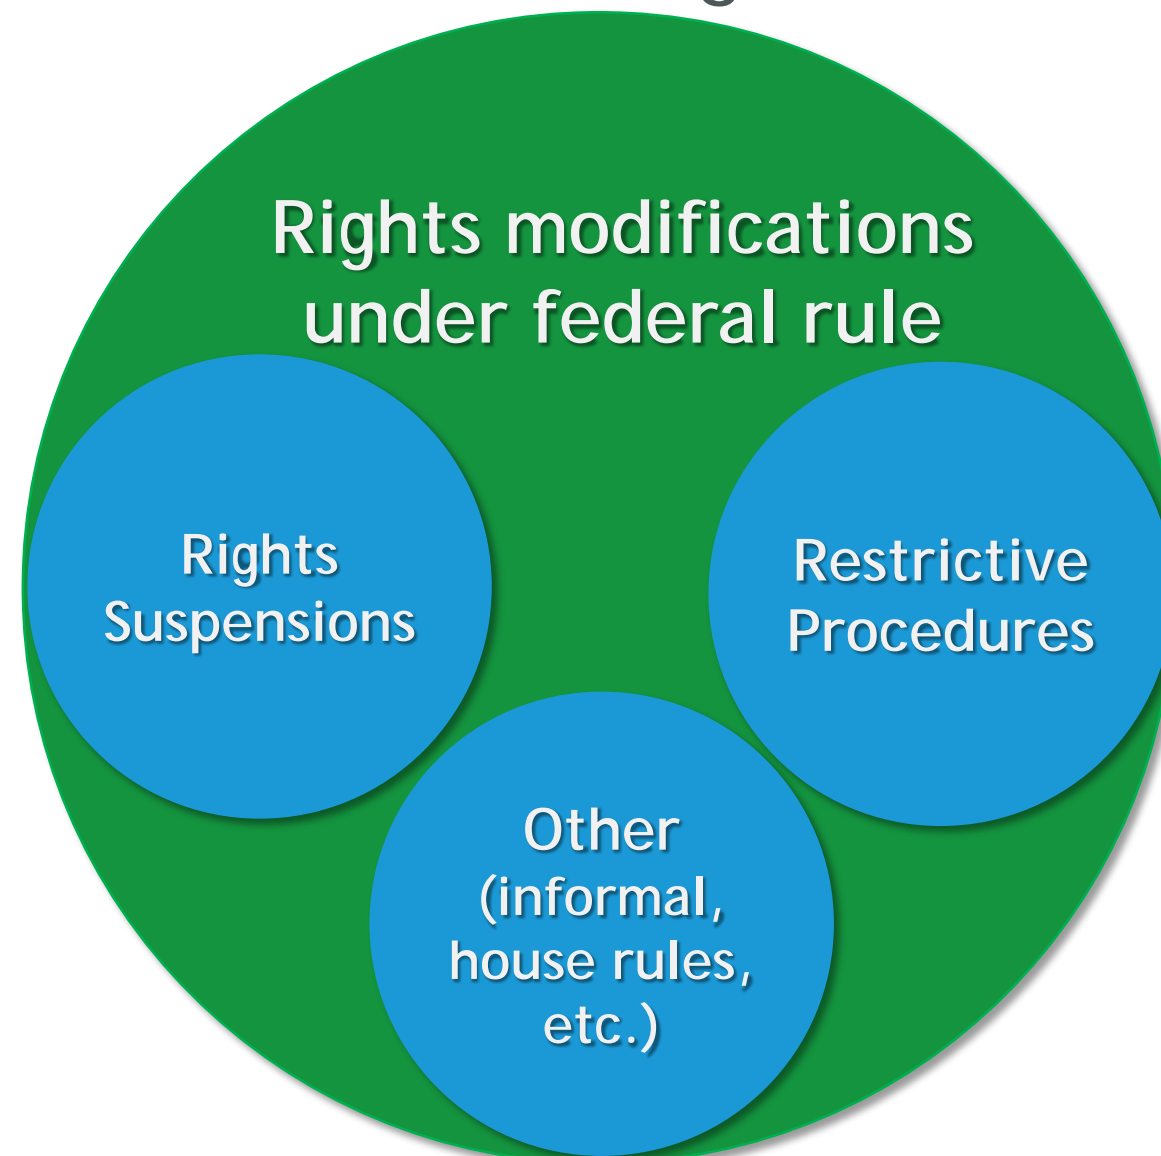 Rights modifications
under federal rule
Rights
Suspensions
Restrictive
Procedures
Other
(informal,
house rules,
etc.)